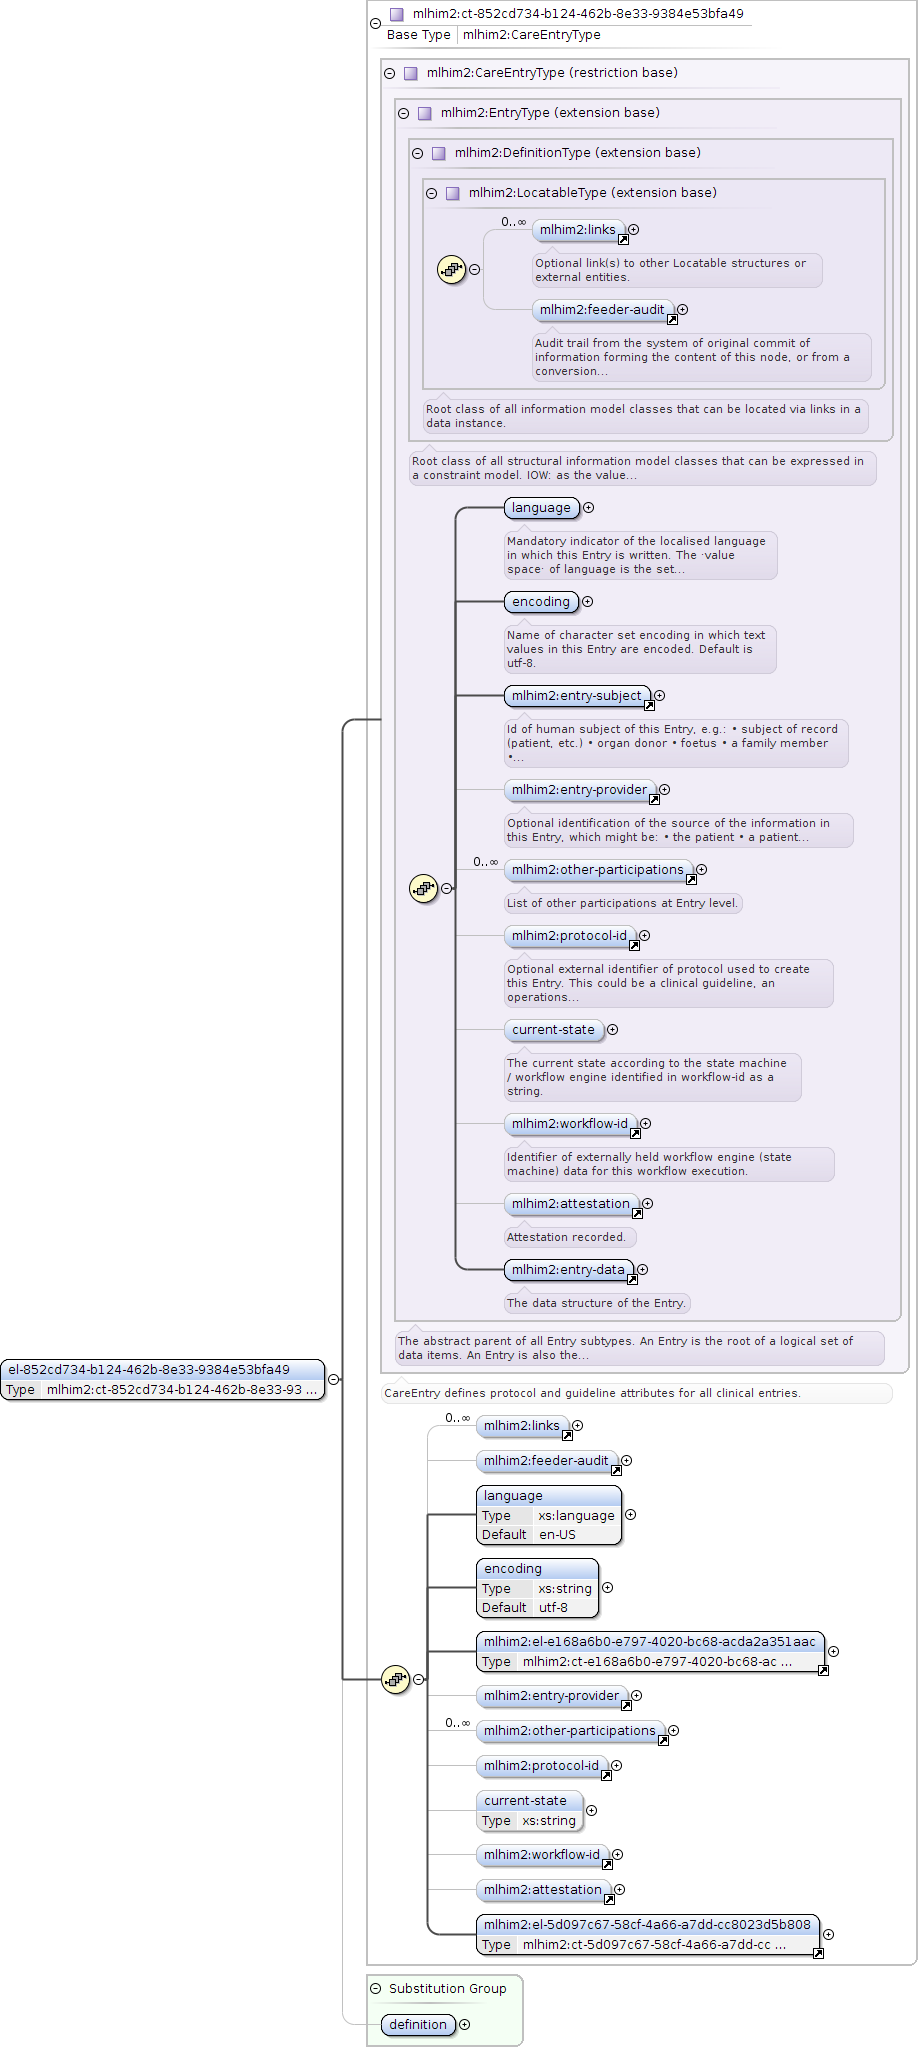 mlhim2:ct-852cd734-b124-462b-8e33-9384e53bfa49
Base Type mlhim2:CareEntryType
mlhim2:CareEntryType (restriction base)
mlhim2:EntryType (extension base)
mlhim2:DefinitionType (extension base)
mlhim2:LocatableType (extension base)
0..∞
mlhim2:links
Optional link(s) to other Locatable structures or
external entities.
mlhim2:feeder-audit
Audit trail from the system of original commit of
information forming the content of this node, or from a
conversion...
Root class of all information model classes that can be located via links in a
data instance.
Root class of all structural information model classes that can be expressed in
a constraint model. IOW: as the value...
language
Mandatory indicator of the localised language
in which this Entry is written. The ·value
space· of language is the set...
encoding
Name of character set encoding in which text
values in this Entry are encoded. Default is
utf-8.
mlhim2:entry-subject
Id of human subject of this Entry, e.g.: • subject of record
(patient, etc.) • organ donor • foetus • a family member
•...
mlhim2:entry-provider
Optional identification of the source of the information in
this Entry, which might be: • the patient • a patient...
0..∞
mlhim2:other-participations
List of other participations at Entry level.
mlhim2:protocol-id
Optional external identifier of protocol used to create
this Entry. This could be a clinical guideline, an
operations...
current-state
The current state according to the state machine
/ workflow engine identified in workflow-id as a
string.
mlhim2:workflow-id
Identifier of externally held workflow engine (state
machine) data for this workflow execution.
mlhim2:attestation
Attestation recorded.
mlhim2:entry-data
The data structure of the Entry.
The abstract parent of all Entry subtypes. An Entry is the root of a logical set of
data items. An Entry is also the...
el-852cd734-b124-462b-8e33-9384e53bfa49
Type mlhim2:ct-852cd734-b124-462b-8e33-93 ...
CareEntry defines protocol and guideline attributes for all clinical entries.
0..∞
mlhim2:links
mlhim2:feeder-audit
language
Type xs:language
Default en-US
encoding
Type xs:string
Default utf-8
mlhim2:el-e168a6b0-e797-4020-bc68-acda2a351aac
Type mlhim2:ct-e168a6b0-e797-4020-bc68-ac ...
mlhim2:entry-provider
0..∞
mlhim2:other-participations
mlhim2:protocol-id
current-state
Type xs:string
mlhim2:workflow-id
mlhim2:attestation
mlhim2:el-5d097c67-58cf-4a66-a7dd-cc8023d5b808
Type mlhim2:ct-5d097c67-58cf-4a66-a7dd-cc ...
Substitution Group
definition